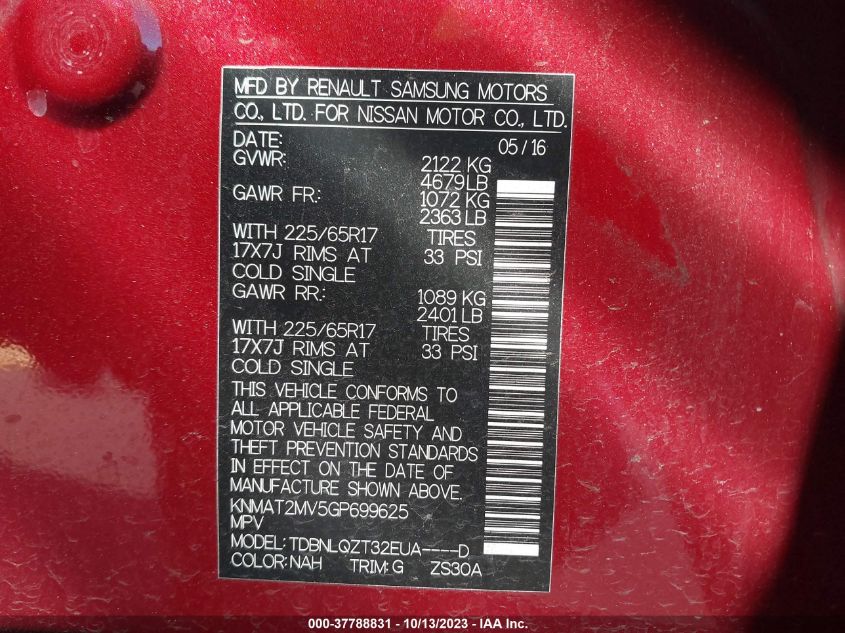 MFD BY RENAULT SAMSUNG MOTORS
CO., LTD. FOR NISSAN MOTOR CO., LTD.
DATE: 05/16
GVWR: 2122 KG
4679LB
GAWR FR.: 1072 KG
2363 LB
WITH 225/65R17 TIRES
17X7J RIMS AT 33 PSI
COLD SINGLE
GAWR RR.: 1089 KG
2401 LB
WITH 225/65R17 TIRES
17X7J RIMS AT 33 PSI
COLD SINGLE
THIS VEHICLE CONFORMS TO
ALL APPLICABLE FEDERAL
MOTOR VEHICLE SAFETY AND
THEFT PREVENTION STANDARDS
IN EFFECT ON THE DATE OF
MANUFACTURE SHOWN ABOVE.
KNMAT2MV5GP699625
MPV
MODEL: TDBNLQZT32EUA----D
COLOR: NAH TRIM: G ZS30A
000-37788831 - 10/13/2023 - IAA Inc.